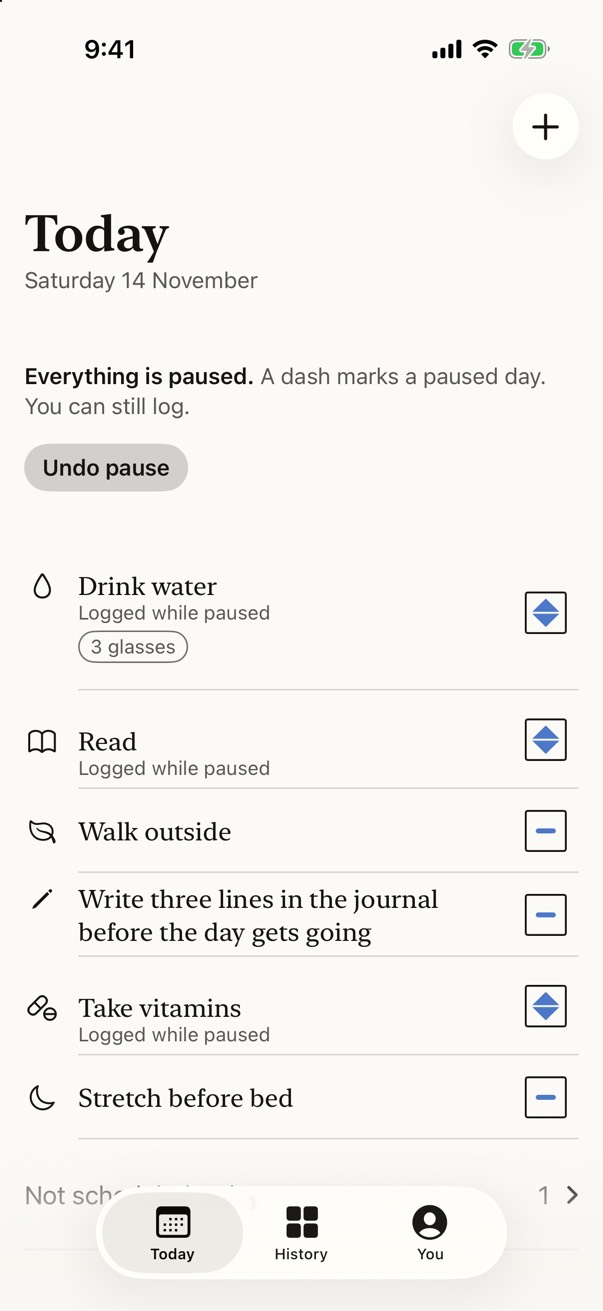 9:41
Today
Saturday 14 November
Everything is paused. A dash marks a paused day.
You can still log.
Undo pause
Drink water
Logged while paused
3 glasses
Read
Logged while paused
Walk outside
Write three lines in the journal
before the day gets going
Take vitamins
Logged while paused
Stretch before bed
Not 1
Today
History
You